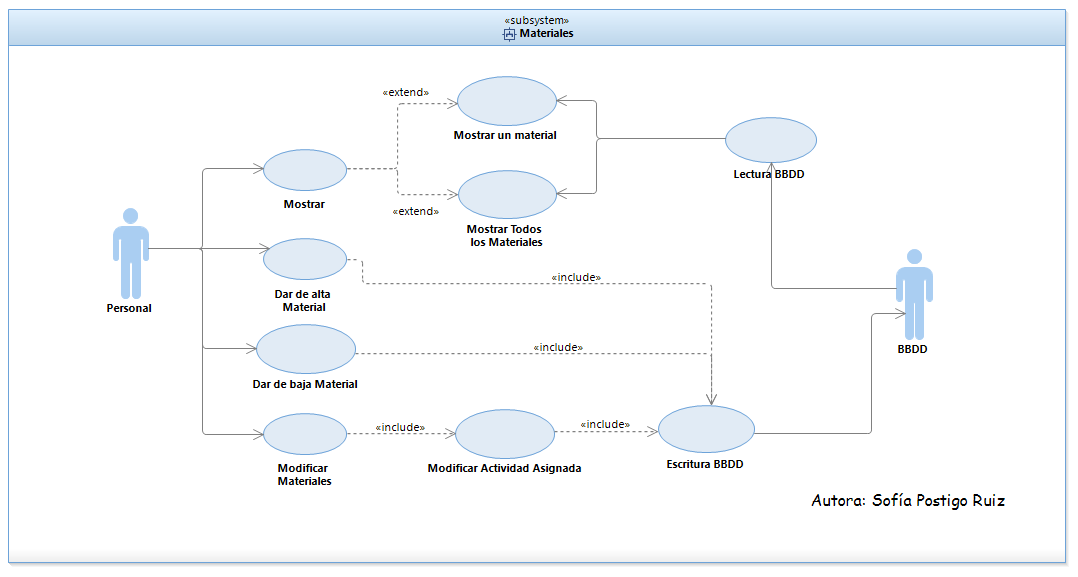 «subsystem»
Materiales
«extend»
Mostrar un material
Lectura BBDD
Mostrar
«extend»
Mostrar Todos
los Materiales
Personal
Dar de alta
Material
«include»
BBDD
«include»
Dar de baja Material
«include»
«include»
Modificar
Materiales
Modificar Actividad Asignada
Escritura BBDD
Autora: Sofía Postigo Ruiz